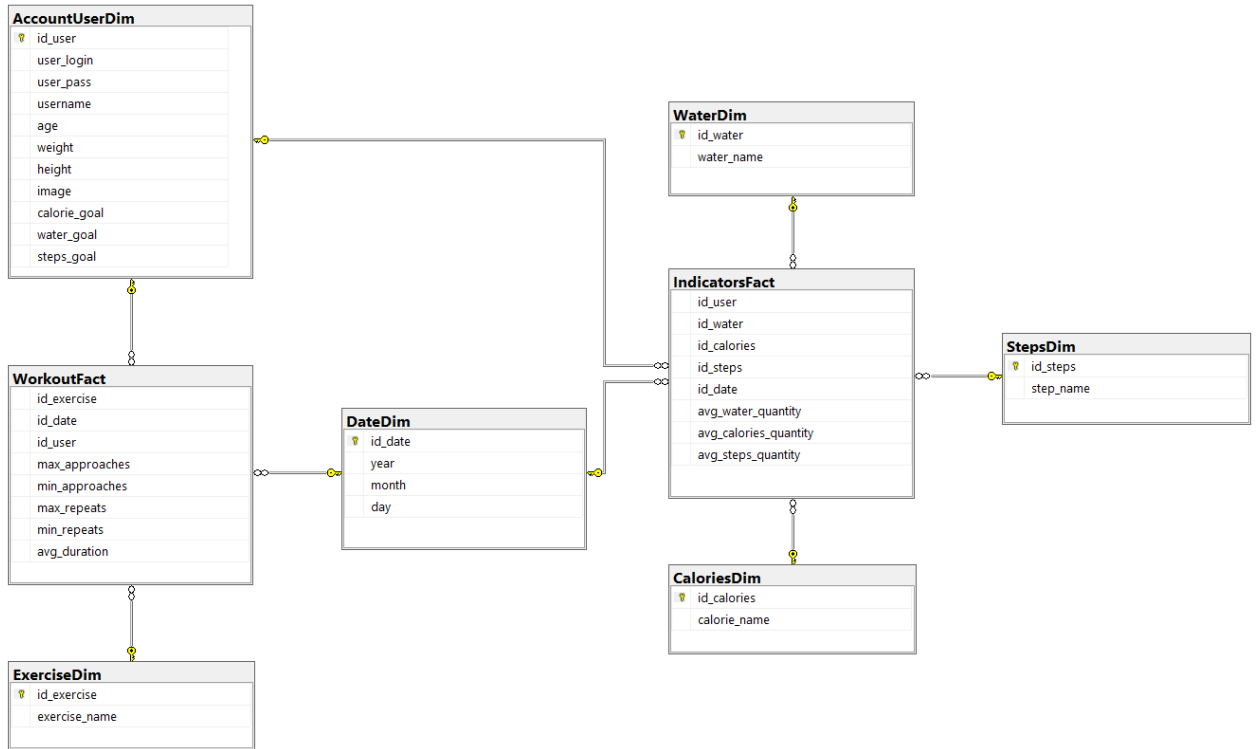 AccountUserDim
id_user
user_login
user_pass
username
age
weight
height
image
calorie_goal
water_goal
steps_goal
WorkoutFact
id_exercise
id_date
id_user
max_approaches
min_approaches
max_repeats
min_repeats
avg_duration
ExerciseDim
id_exercise
exercise_name
DateDim
id_date
year
month
day
WaterDim
id_water
water_name
IndicatorsFact
id_user
id_water
id_calories
id_steps
id_date
avg_water_quantity
avg_calories_quantity
avg_steps_quantity
CaloriesDim
id_calories
calorie_name
StepsDim
id_steps
step_name